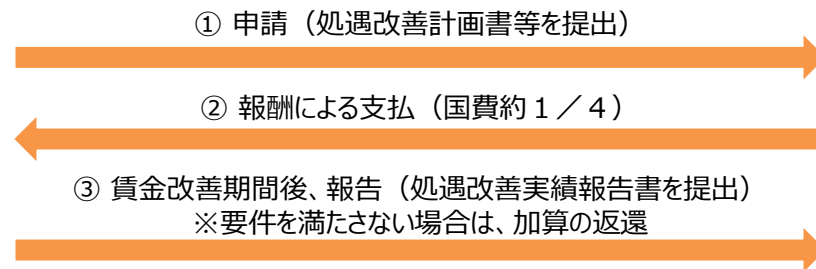 ① 申請（処遇改善計画書等を提出）
② 報酬による支払（国費約１／４）
③ 賃金改善期間後、報告（処遇改善実績報告書を提出）
※要件を満たさない場合は、加算の返還